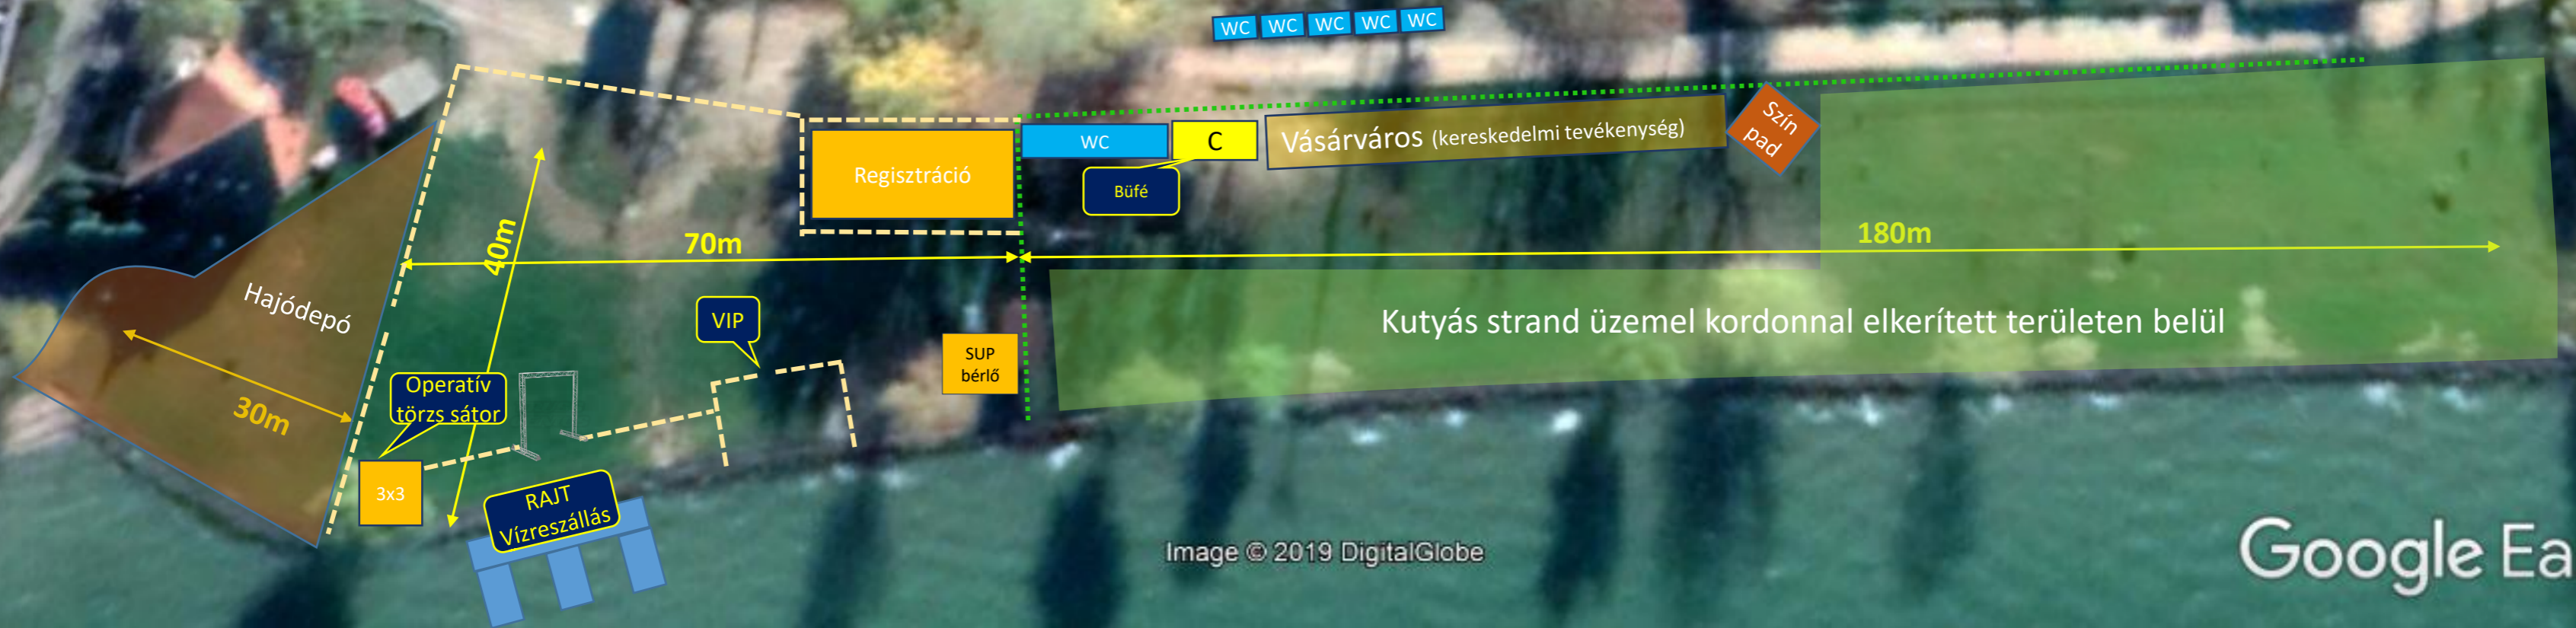 WC WC WC WC WC
Regisztráció
WC
C
Vásárváros (kereskedelmi tevékenység)
Szín
pad
Büfé
40m
70m
180m
Hajódepó
30m
VIP
SUP
bérlő
Kutyás strand üzemel kordonnal elkerített területen belül
Operatív
törzs sátor
3x3
RAJT
Vízreszállás
Image © 2019 DigitalGlobe
Google Ea